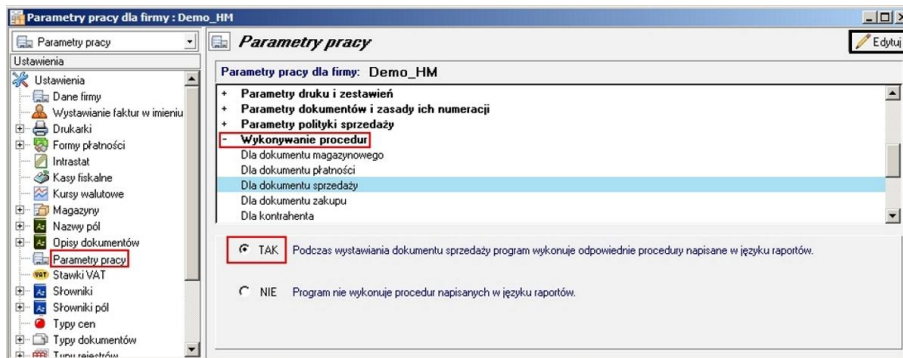 Parametry pracy dla firmy : Demo_HM
Parametry pracy
Ustawienia
Ustawienia
Dane firmy
Wystawianie faktur w imieniu
Drukarki
Formy płatności
Intrastat
Kasy fiskalne
Kursy walutowe
Magazyny
Nazwy pól
Opisy dokumentów
Parametry pracy
VAT Stawki VAT
Słowniki
Słowniki pól
Typy cen
Typy dokumentów
Typy rejestrów
Parametry pracy
Edytuj
Parametry pracy dla firmy: Demo_HM
+ Parametry druku i zestawień
+ Parametry dokumentów i zasady ich numeracji
+ Parametry polityki sprzedaży
- Wykonywanie procedur
Dla dokumentu magazynowego
Dla dokumentu płatności
Dla dokumentu sprzedaży
Dla dokumentu zakupu
Dla kontrahenta
TAK Podczas wystawiania dokumentu sprzedaży program wykonuje odpowiednie procedury napisane w języku raportów.
NIE Program nie wykonuje procedur napisanych w języku raportów.